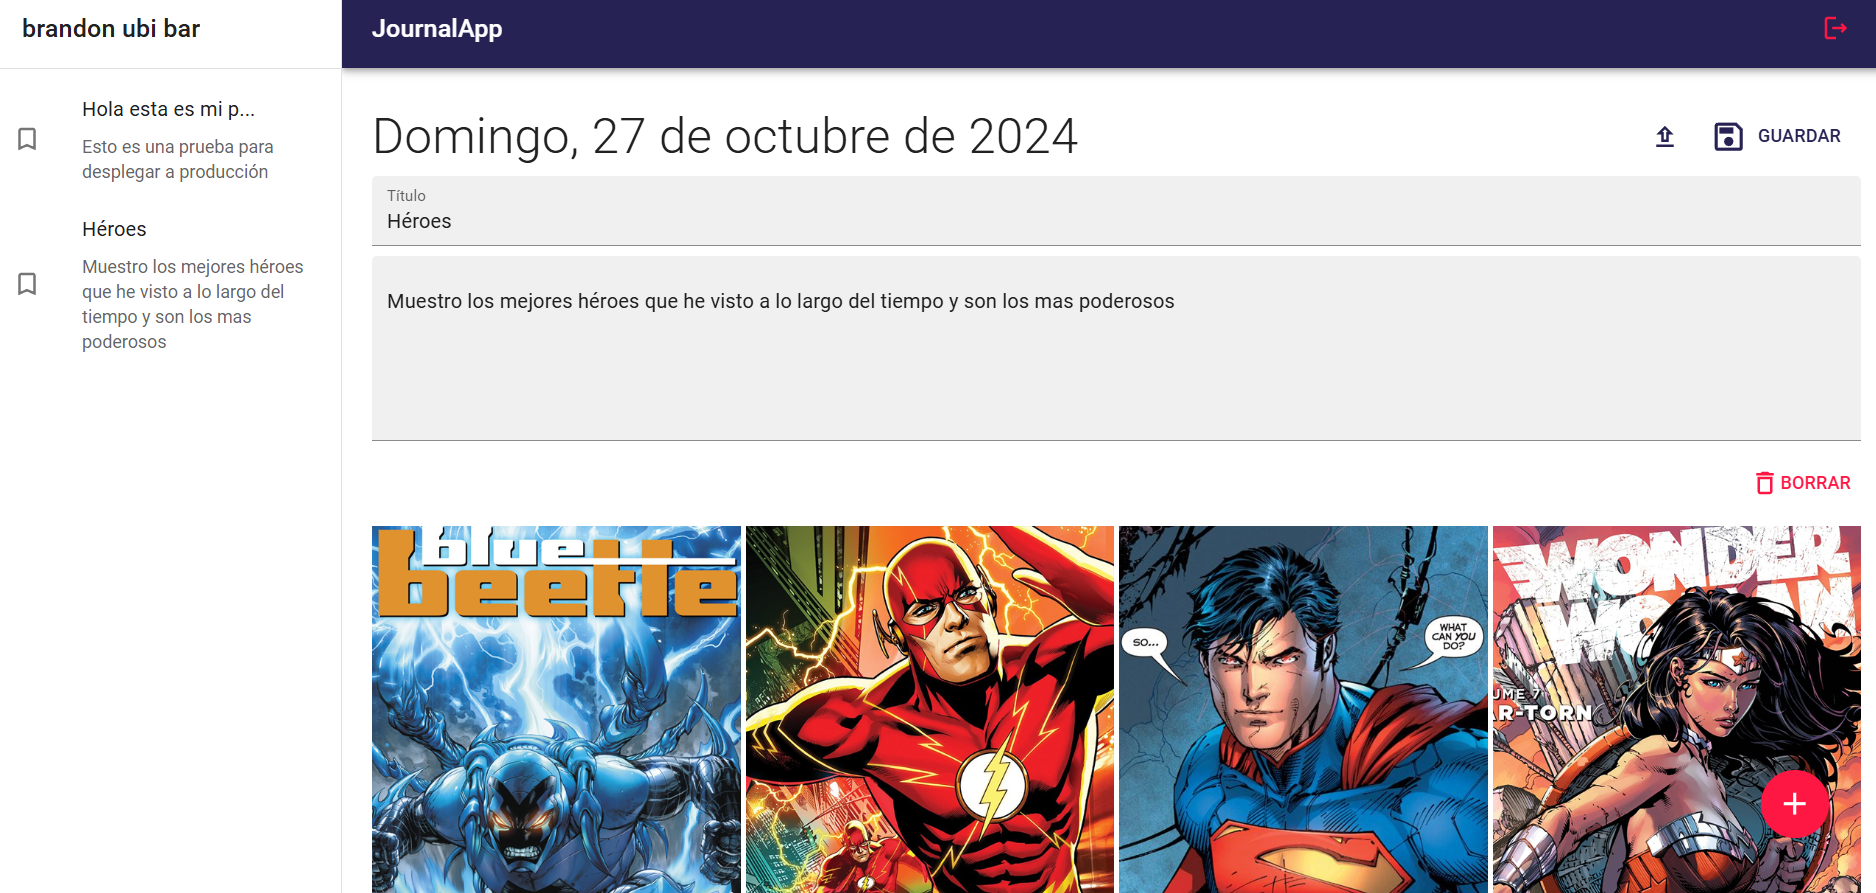 brandon ubi bar
JournalApp
Hola esta es mi p...
Esto es una prueba para
desplegar a producción
Héroes
Muestro los mejores héroes
que he visto a lo largo del
tiempo y son los mas
poderosos
Domingo, 27 de octubre de 2024
GUARDAR
Título
Héroes
Muestro los mejores héroes que he visto a lo largo del tiempo y son los mas poderosos
BORRAR
blue
beetle
SO...
WHAT
CAN YOU
DO?
WONDER
WOMAN
UME 7
R-TORN